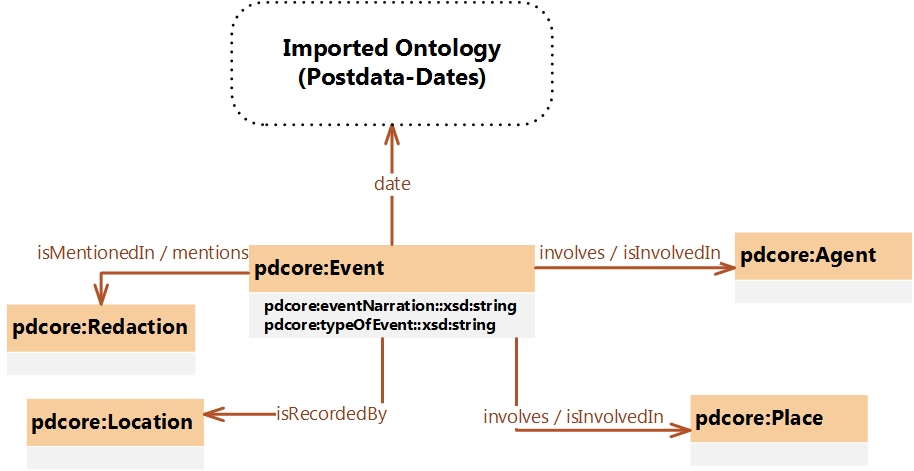 Imported Ontology
(Postdata-Dates)
date
isMentionedIn / mentions
involves / isInvolvedIn
pdcore:Agent
pdcore:Event
pdcore:eventNarration::xsd:string
pdcore:typeOfEvent::xsd:string
pdcore:Redaction
isRecordedBy
involves / isInvolvedIn
pdcore:Location
pdcore:Place